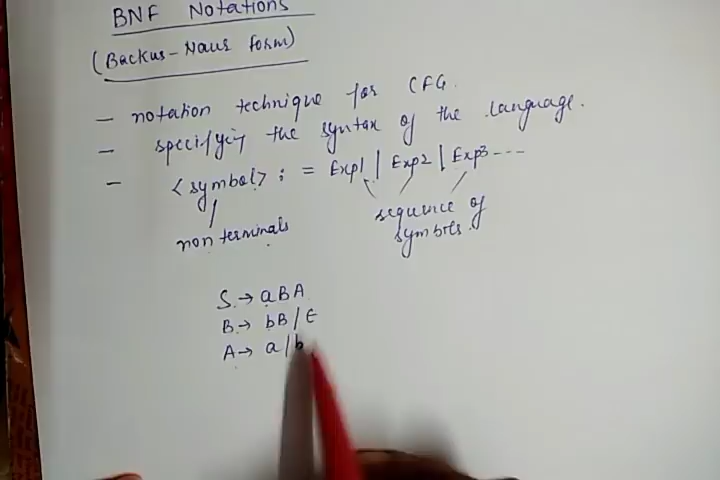 BNF Notations
(Backus-Naur Form)
- notation technique for CFG.
- specifying the syntax of the language.
- <symbol> : = Exp1 | Exp2 | Exp3 ---
non terminals
sequence of
symbols.
S → aBA
B → bB / ε
A → a / b